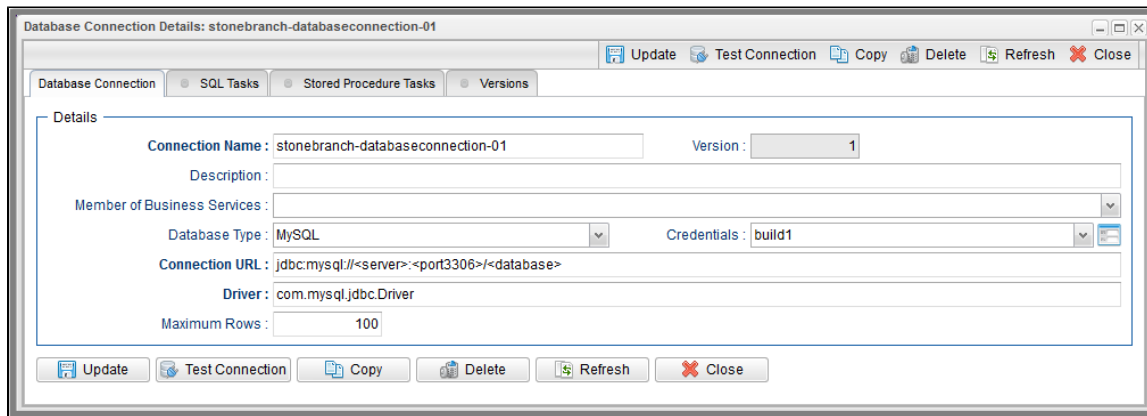 Database Connection Details: stonebranch-databaseconnection-01
Update Test Connection Copy Delete Refresh Close
Database Connection SQL Tasks Stored Procedure Tasks Versions
Details
Connection Name : stonebranch-databaseconnection-01 Version : 1
Description :
Member of Business Services :
Database Type : MySQL Credentials : build1
Connection URL : jdbc:mysql://<server>:<port3306>/<database>
Driver : com.mysql.jdbc.Driver
Maximum Rows : 100
Update Test Connection Copy Delete Refresh Close